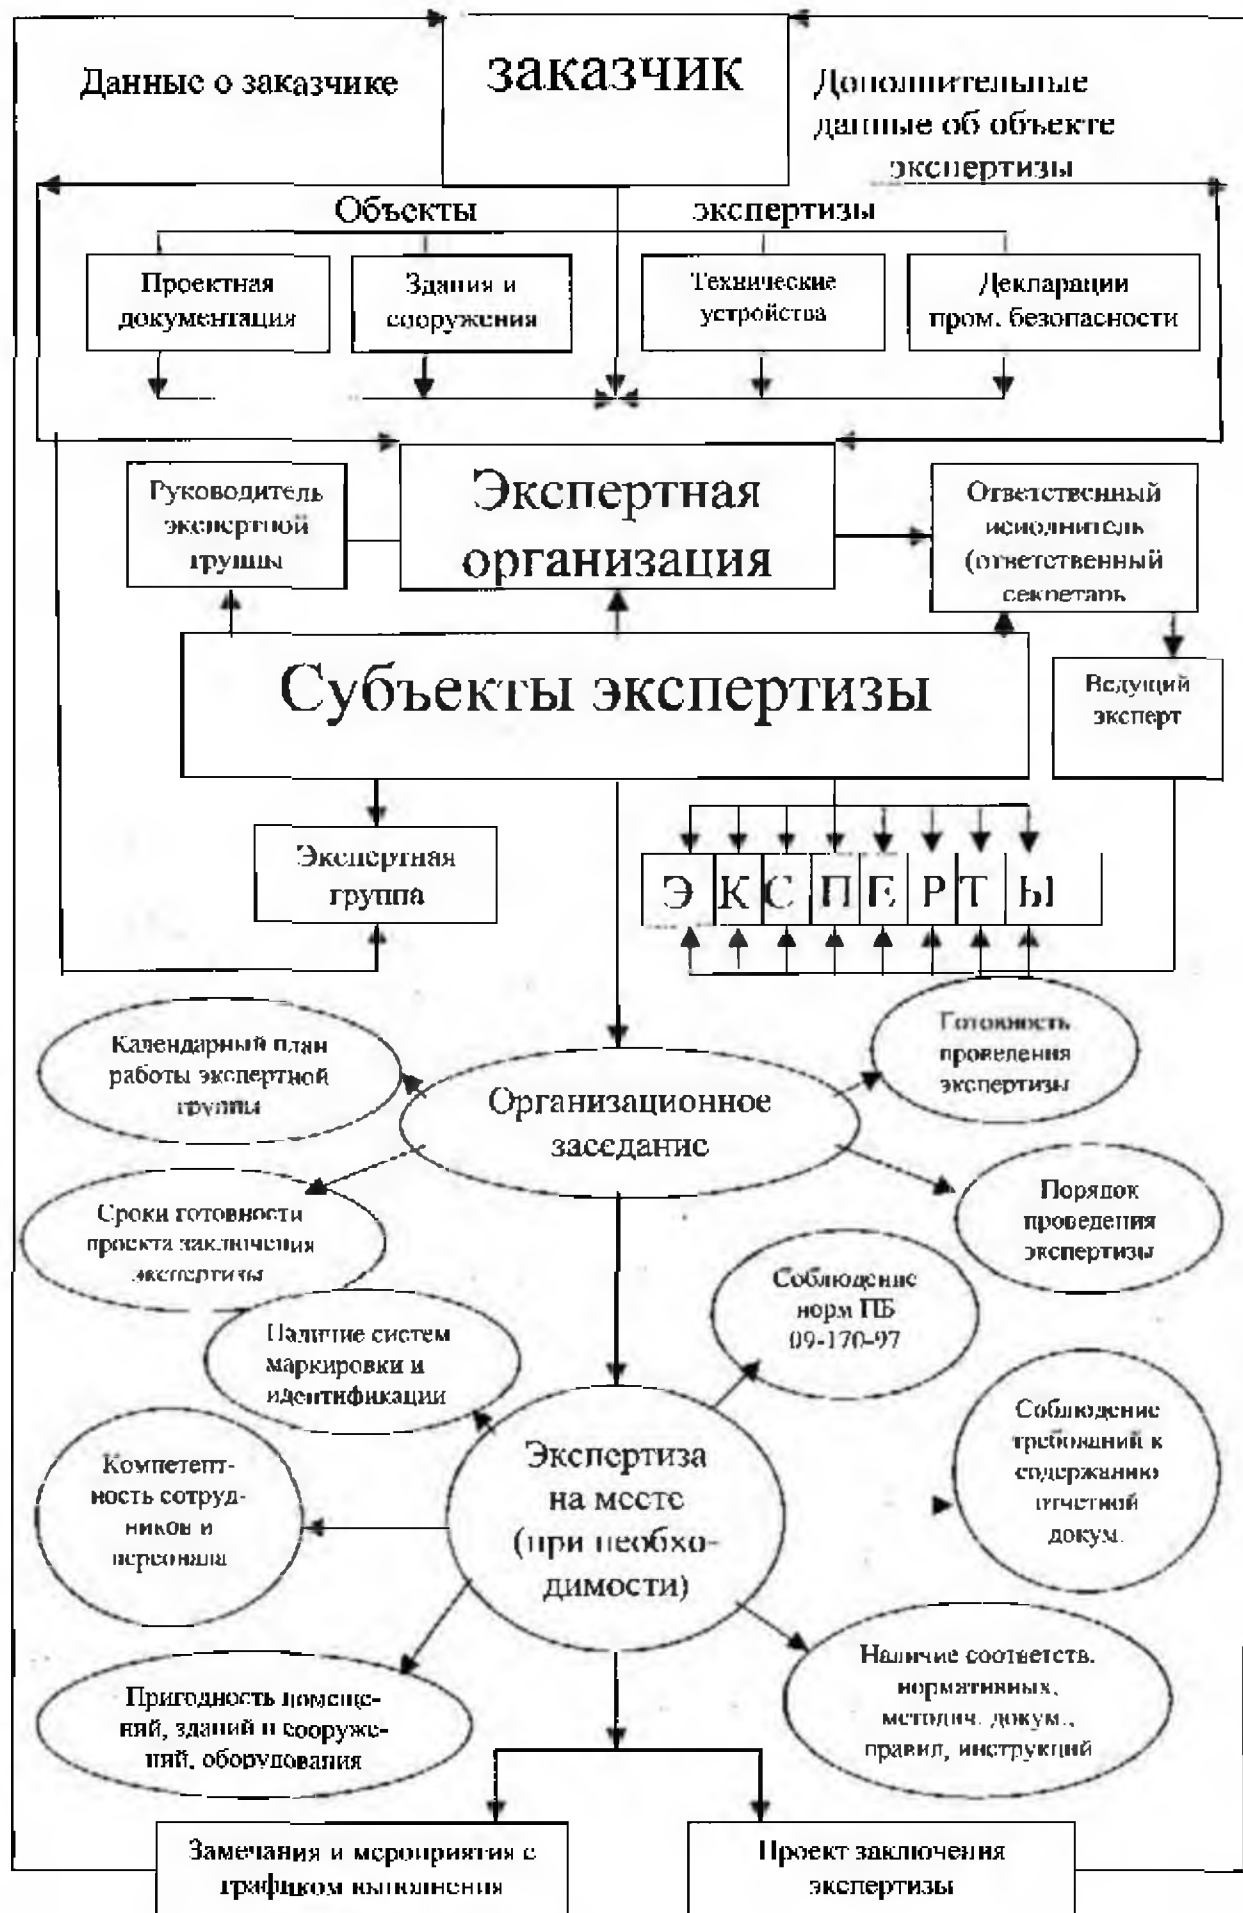 заказчик
Данные о заказчике
Дополнительные
данные об объекте
экспертизы
Объекты экспертизы
Проектная
документация
Здания и
сооружения
Технические
устройства
Декларации
пром. безопасности
Руководитель
экспертной
группы
Экспертная
организация
Ответственный
исполнитель
(ответственный
секретарь
Субъекты экспертизы
Ведущий
эксперт
Экспертная
группа
Э К С П Е Р Т Ы
Календарный план
работы экспертной
группы
Готовность
проведения
экспертизы
Организационное
заседание
Сроки готовности
проекта заключения
экспертизы
Порядок
проведения
экспертизы
Соблюдение
норм ПБ
09-170-97
Наличие систем
маркировки и
идентификации
Соблюдение
требований к
содержанию
отчетной
докум.
Компетент-
ность сотруд-
ников и
персонала
Экспертиза
на месте
(при необхо-
димости)
Наличие соответств.
нормативных,
методич. докум.,
правил, инструкций
Пригодность помеще-
ний, зданий и сооруже-
ний, оборудования
Замечания и мероприятия с
графиком выполнения
Проект заключения
экспертизы